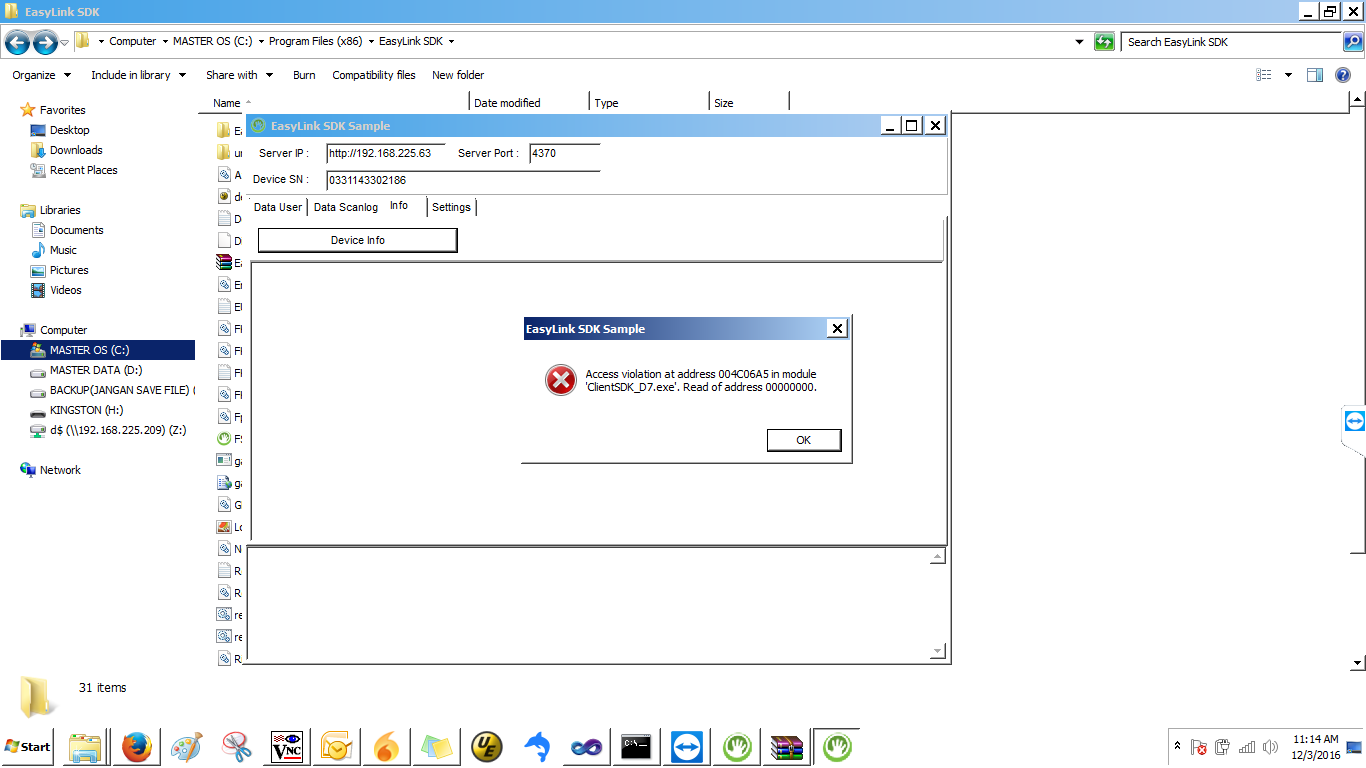 EasyLink SDK
Computer MASTER OS (C:) Program Files (x86) EasyLink SDK
Search EasyLink SDK
Organize Include in library Share with Burn Compatibility files New folder
Favorites
Desktop
Downloads
Recent Places
Libraries
Documents
Music
Pictures
Videos
Computer
MASTER OS (C:)
MASTER DATA (D:)
BACKUP(JANGAN SAVE FILE) (
KINGSTON (H:)
d$ (\\192.168.225.209) (Z:)
Network
Name Date modified Type Size
EasyLink SDK Sample
Server IP : http://192.168.225.63 Server Port : 4370
Device SN : 0331143302186
Data User Data Scanlog Info Settings
Device Info
EasyLink SDK Sample
Access violation at address 004C06A5 in module
'ClientSDK_D7.exe'. Read of address 00000000.
OK
31 items
Start
VNC
UE
C:\_
11:14 AM
12/3/2016